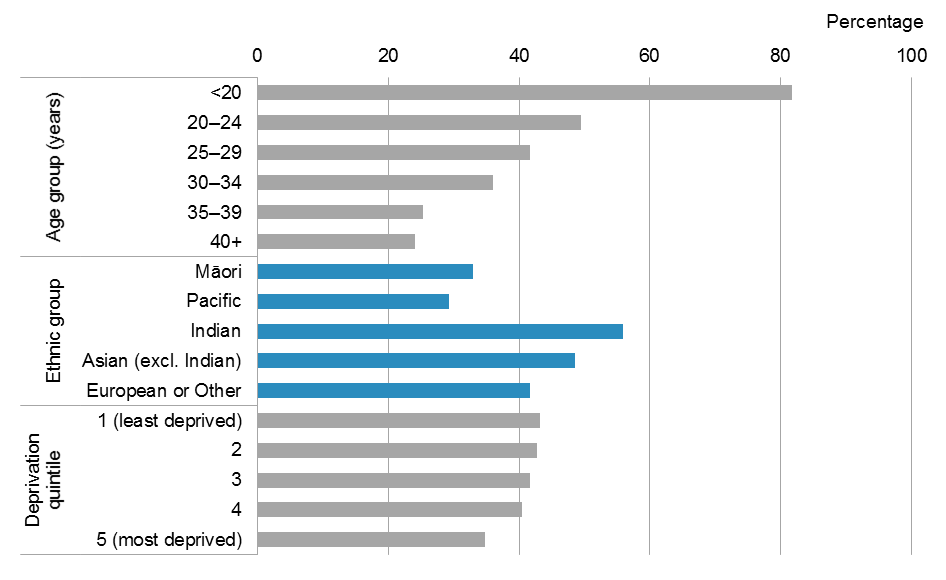 Percentage
0 20 40 60 80 100
Age group (years)
<20
20–24
25–29
30–34
35–39
40+
Ethnic group
Māori
Pacific
Indian
Asian (excl. Indian)
European or Other
Deprivation
quintile
1 (least deprived)
2
3
4
5 (most deprived)